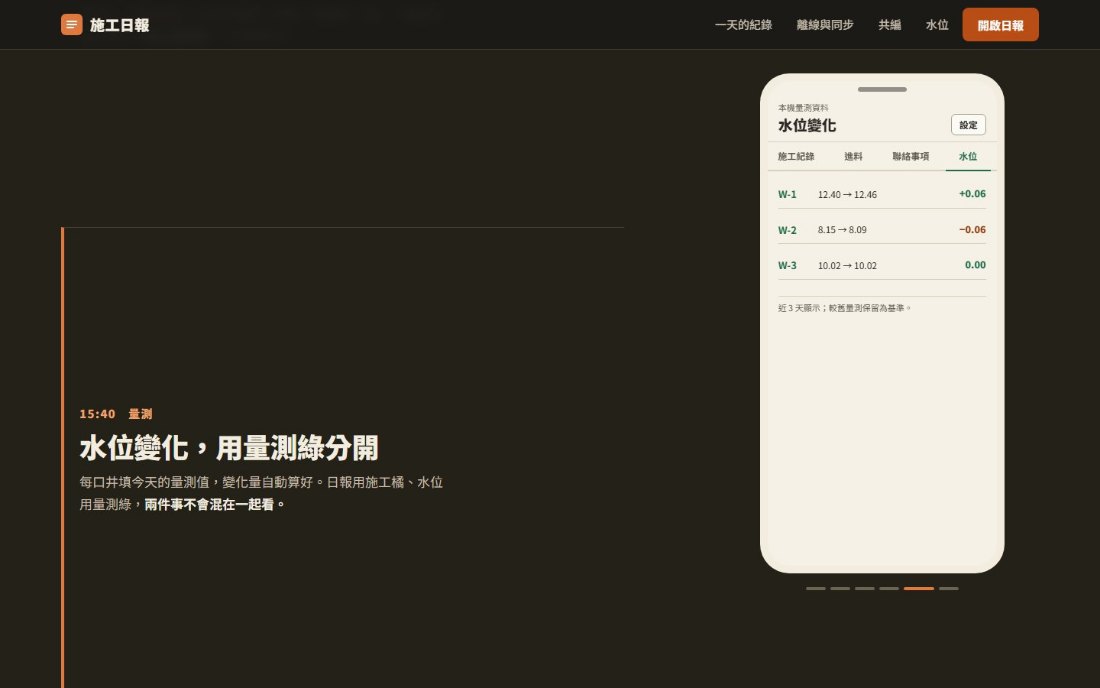 施工日報
一天的紀錄 離線與同步 共編 水位 開啟日報
本機量測資料
水位變化 設定
施工紀錄 進料 聯絡事項 水位
W-1 12.40 → 12.46 +0.06
W-2 8.15 → 8.09 −0.06
W-3 10.02 → 10.02 0.00
近 3 天顯示；較舊量測保留為基準。
15:40 量測
水位變化，用量測綠分開
每口井填今天的量測值，變化量自動算好。日報用施工橘、水位
用量測綠，兩件事不會混在一起看。